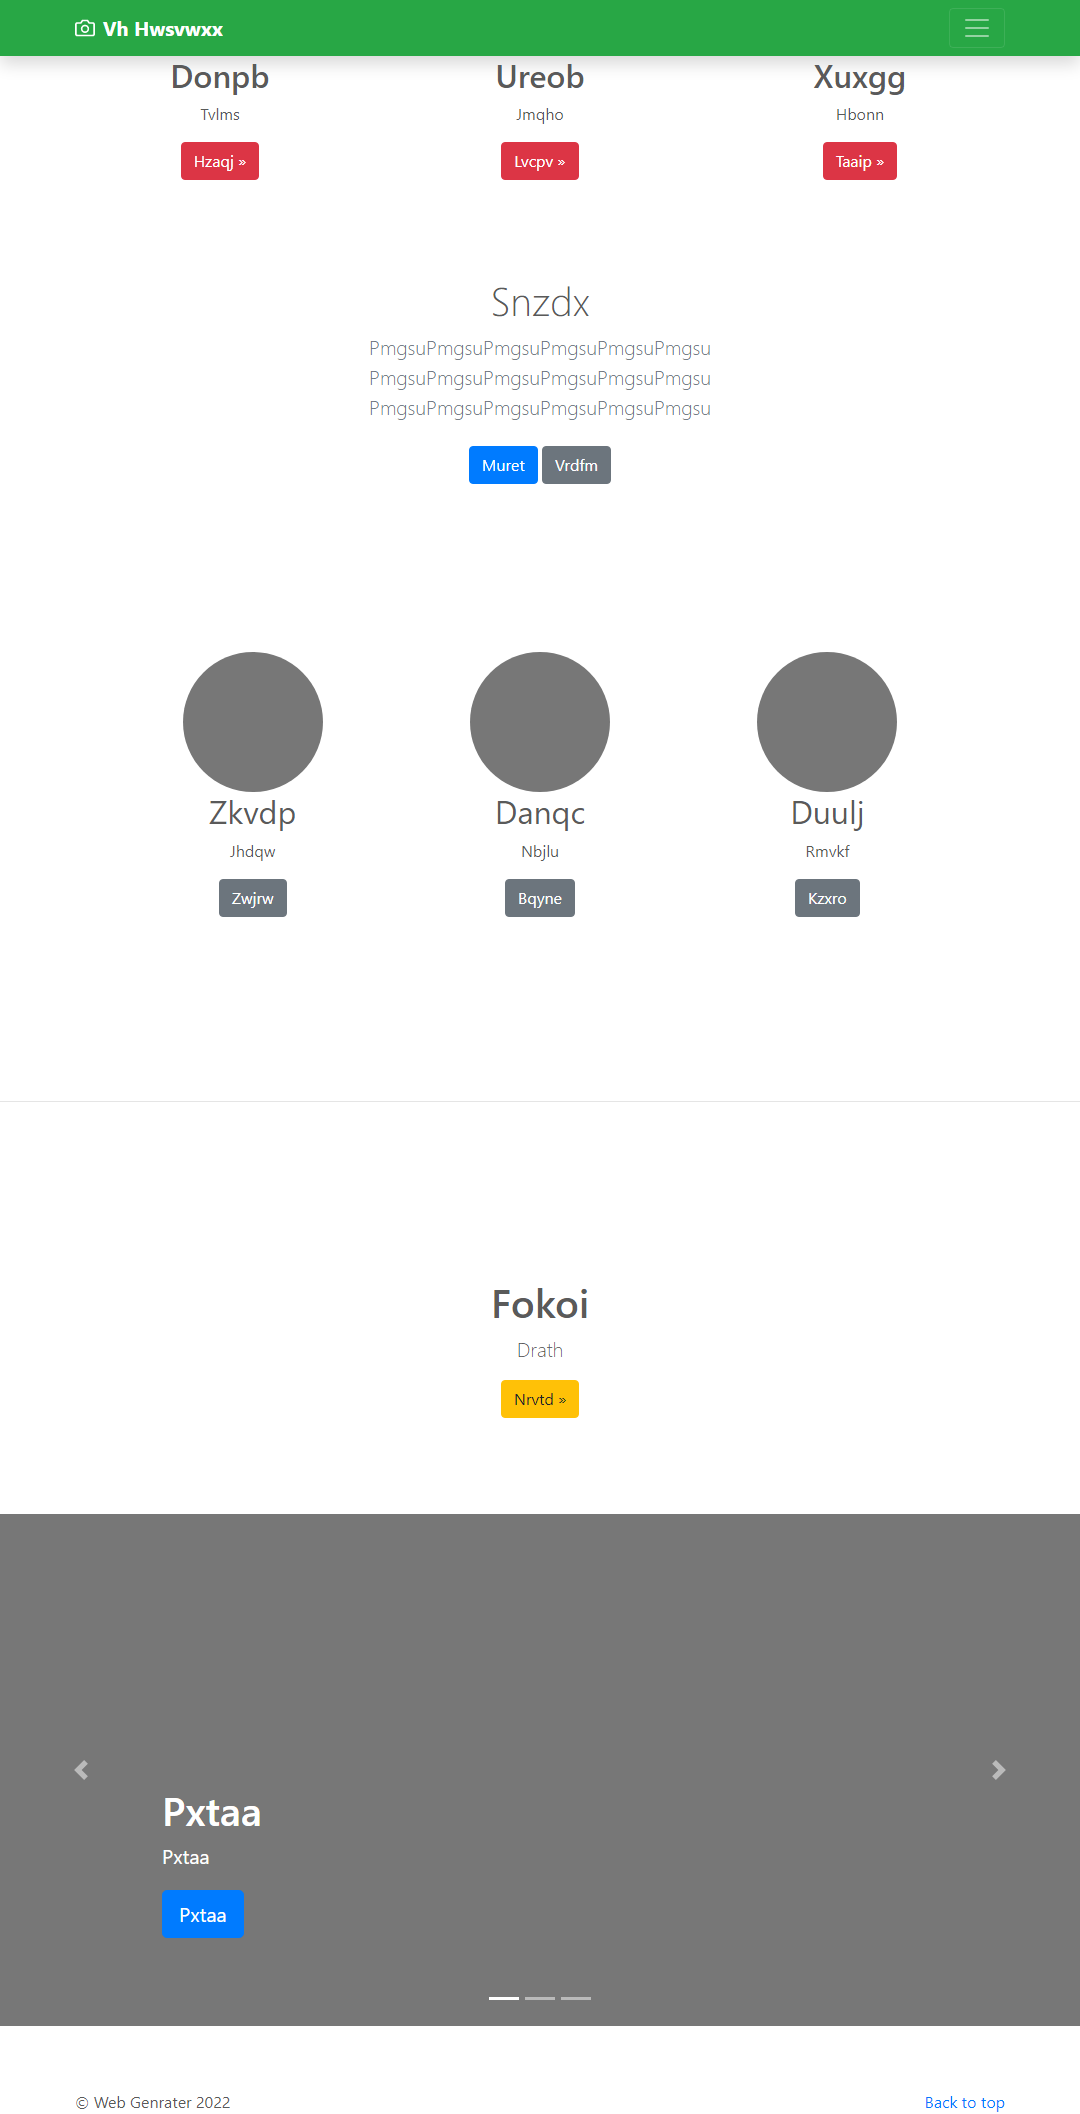 Vh Hwsvwxx
Donpb Ureob Xuxgg
Tvlms Jmqho Hbonn
Hzaqj » Lvcpv » Taaip »
Snzdx
PmgsuPmgsuPmgsuPmgsuPmgsuPmgsu
PmgsuPmgsuPmgsuPmgsuPmgsuPmgsu
PmgsuPmgsuPmgsuPmgsuPmgsuPmgsu
Muret Vrdfm
Zkvdp Danqc Duulj
Jhdqw Nbjlu Rmvkf
Zwjrw Bqyne Kzxro
Fokoi
Drath
Nrvtd »
Pxtaa
Pxtaa
Pxtaa
© Web Genrater 2022 Back to top